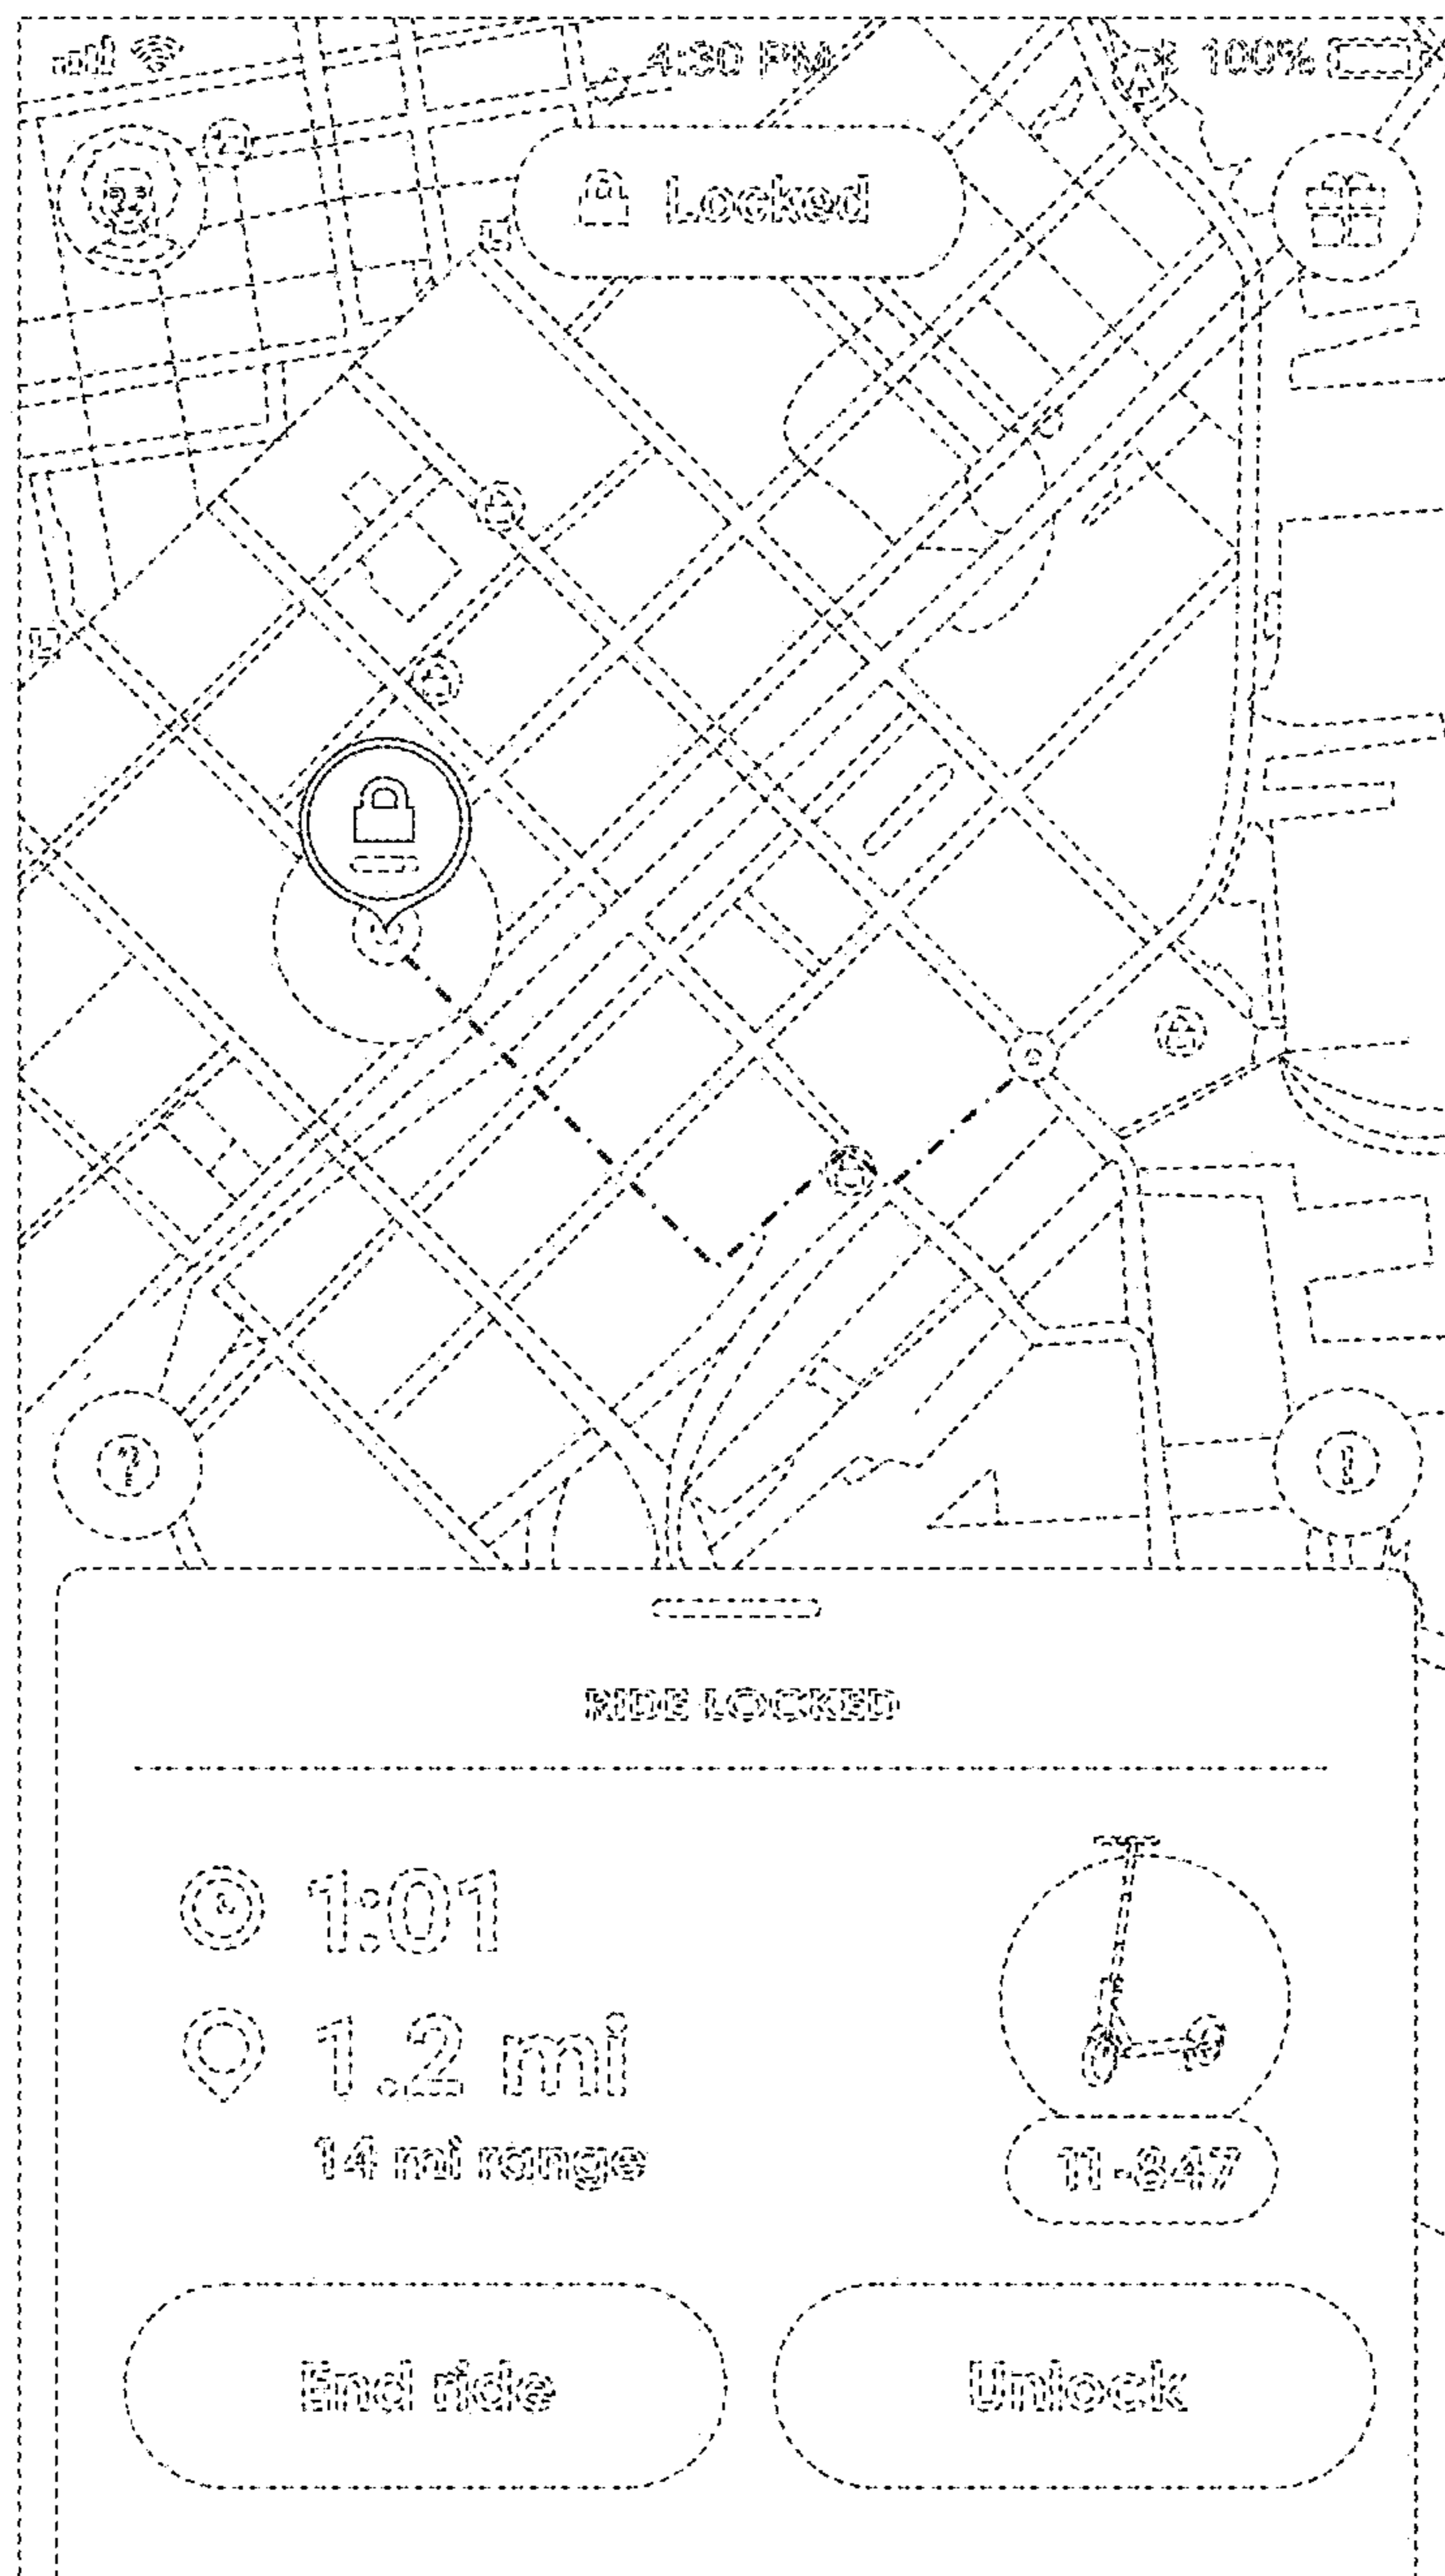 4:30 PM 100%
Locked
RIDE LOCKED
1:01
1.2 mi
14 mi range
11-847
End ride
Unlock